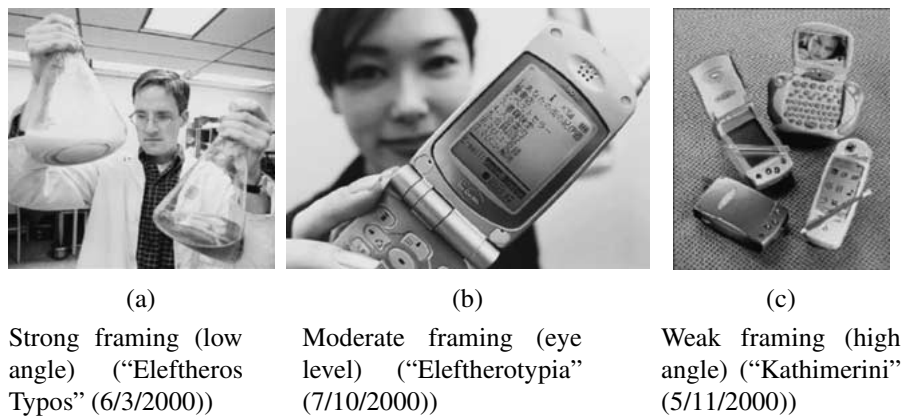 (a)
Strong framing (low
angle) (“Eleftheros
Typos” (6/3/2000))
(b)
Moderate framing (eye
level) (“Eleftherotypia”
(7/10/2000))
(c)
Weak framing (high
angle) (“Kathimerini”
(5/11/2000))